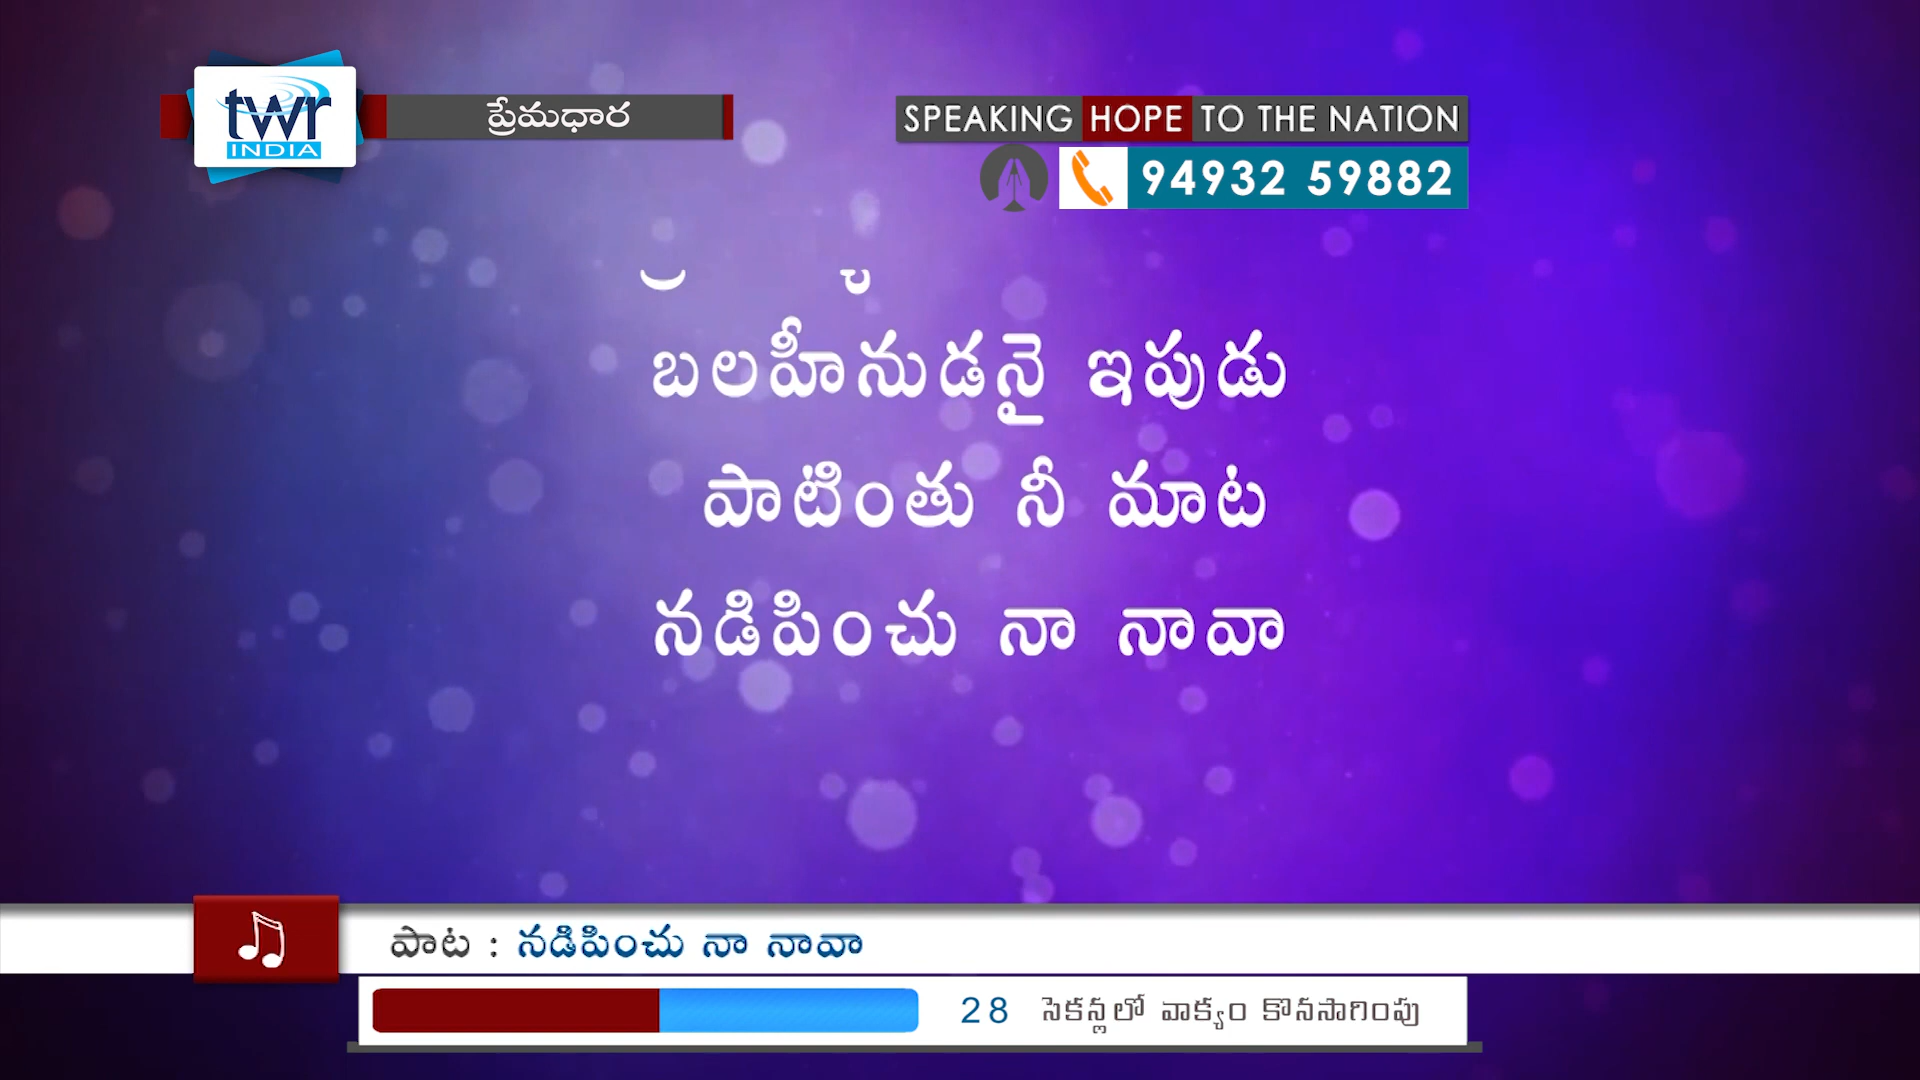 twr
INDIA
ప్రేమధార
SPEAKING HOPE TO THE NATION
94932 59882
బలహీనుడనై ఇపుడు
పాటింతు నీ మాట
నడిపించు నా నావా
పాట : నడిపించు నా నావా
28 సెకన్లలో వాక్యం కొనసాగింపు